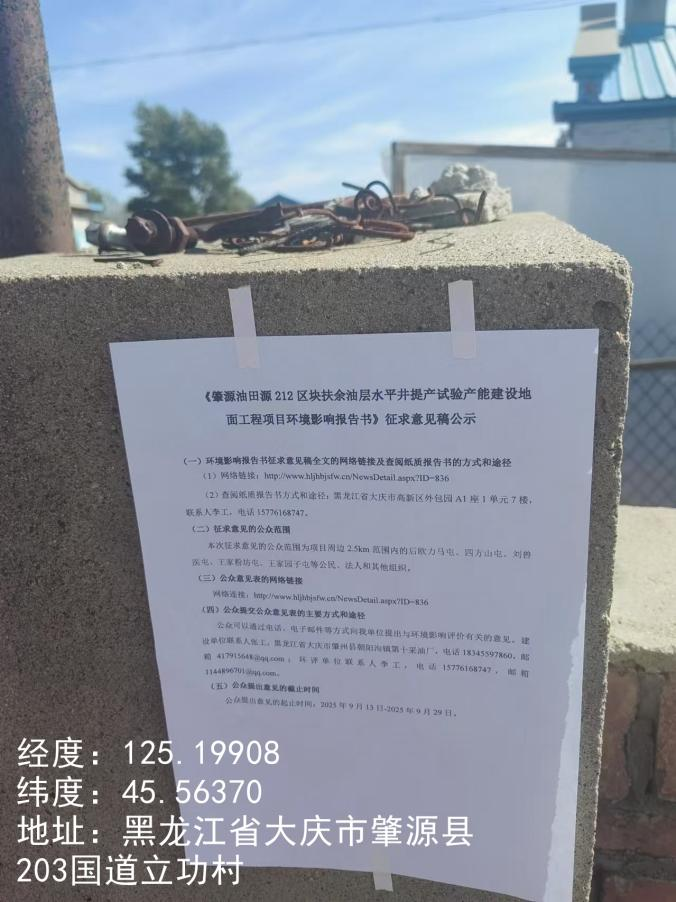 《肇源油田源 212 区块扶余油层水平井提产试验产能建设地
面工程项目环境影响报告书》征求意见稿公示
（一）环境影响报告书征求意见稿全文的网络链接及查阅纸质报告书的方式和途径
（1）网络链接：http://www.hljhbjsfw.cn/NewsDetail.aspx?ID=836
（2）查阅纸质报告书方式和途径：黑龙江省大庆市高新区外包园 A1 座 1 单元 7 楼，
联系人李工，电话 15776168747。
（二）征求意见的公众范围
本次征求意见的公众范围为项目周边 2.5km 范围内的后欧力马屯、四方山屯、刘兽
医屯、王家粉坊屯、王家园子屯等公民、法人和其他组织。
（三）公众意见表的网络链接
网络连接：http://www.hljhbjsfw.cn/NewsDetail.aspx?ID=836
（四）公众提交公众意见表的主要方式和途径
公众可以通过电话、电子邮件等方式向我单位提出与环境影响评价有关的意见。建
设单位联系人张工，黑龙江省大庆市肇州县朝阳沟镇第十采油厂，电话 18345597860，邮
箱 417915648@qq.com；环评单位联系人李工，电话 15776168747，邮箱
1144896701@qq.com。
（五）公众提出意见的截止时间
公众提出意见的起止时间：2025 年 9 月 13 日-2025 年 9 月 29 日。
经度：125.19908
纬度：45.56370
地址：黑龙江省大庆市肇源县
203国道立功村